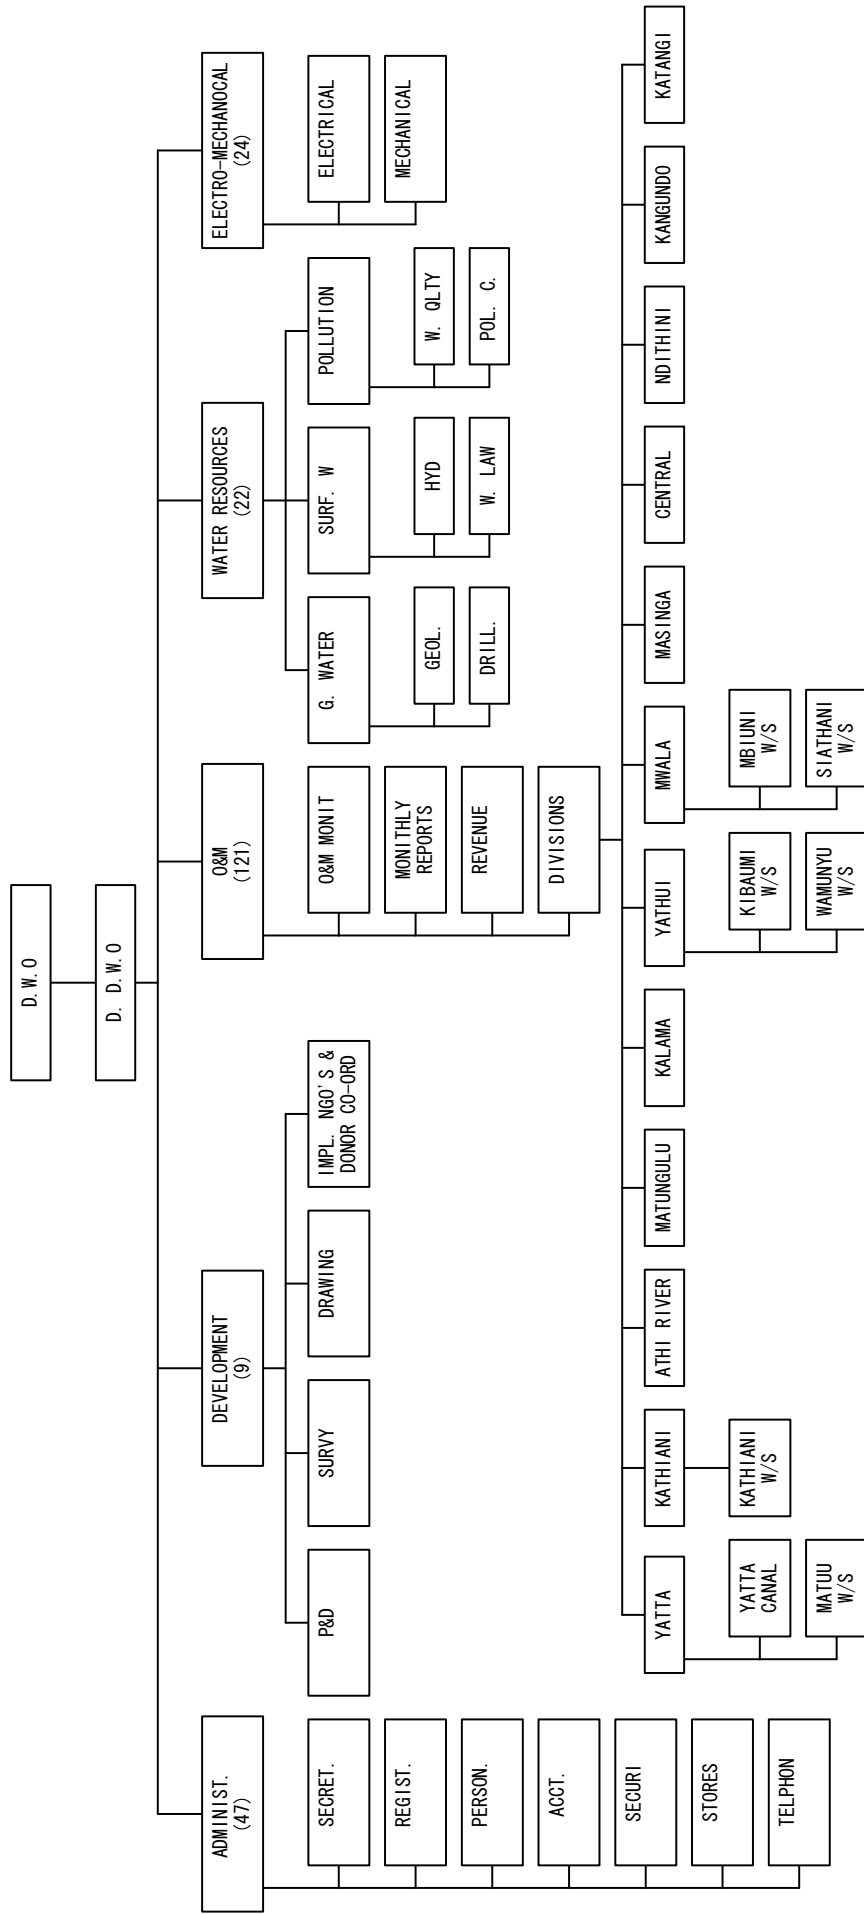 D.W.O
D. D.W.O
ADMINIST.
(47)
SECRET.
REGIST.
PERSON.
ACCT.
SECURI
STORES
TELPHON
DEVELOPMENT
(9)
P&D
SURVY
DRAWING
IMPL. NGO'S &
DONOR CO-ORD
O&M
(121)
O&M MONIT
MONITHLY
REPORTS
REVENUE
DIVISIONS
WATER RESOURCES
(22)
G. WATER
GEOL.
DRILL.
SURF. W
HYD
W. LAW
POLLUTION
W. QLTY
POL. C.
ELECTRO-MECHANOCAL
(24)
ELECTRICAL
MECHANICAL
YATTA
YATTA
CANAL
MATUU
W/S
KATHIANI
KATHIANI
W/S
ATHI RIVER
MATUNGULU
KALAMA
YATHUI
KIBAUMI
W/S
WAMUNYU
W/S
MWALA
MBIUNI
W/S
SIATHANI
W/S
MASINGA
CENTRAL
NDITHINI
KANGUNDO
KATANGI